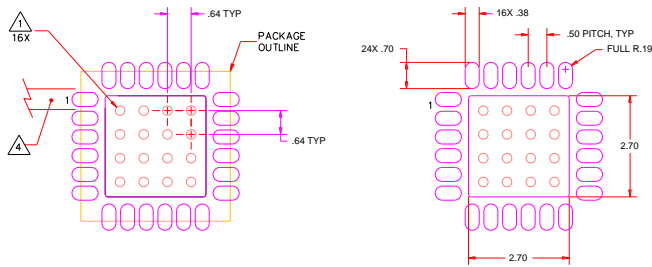 1
16X
.64 TYP
PACKAGE
OUTLINE
1
4
.64 TYP
16X .38
.50 PITCH, TYP
24X .70
FULL R.19
1
2.70
2.70